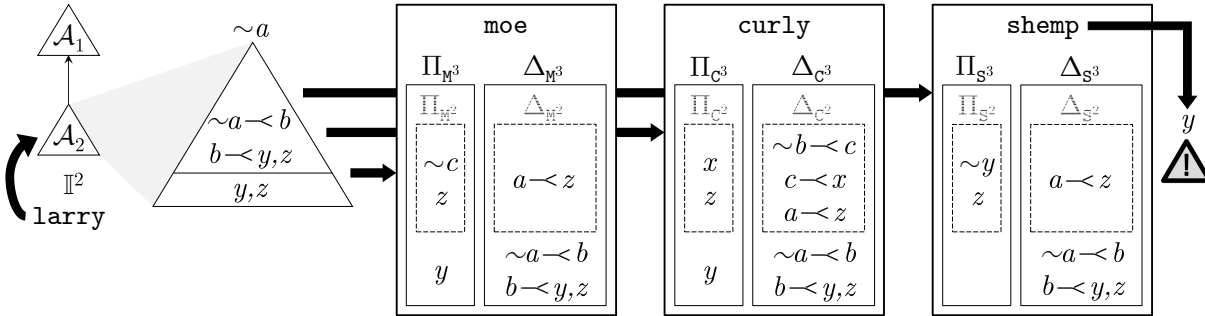 𝒜₁
𝒜₂
𝕀²
larry
∼a
∼a⤙b
b⤙y,z
y,z
moe
Π_M³ Δ_M³
Π_M² Δ_M²
∼c
z
a⤙z
y
∼a⤙b
b⤙y,z
curly
Π_C³ Δ_C³
Π_C² Δ_C²
x
z
∼b⤙c
c⤙x
a⤙z
y
∼a⤙b
b⤙y,z
shemp
Π_S³ Δ_S³
Π_S² Δ_S²
∼y
z
a⤙z
∼a⤙b
b⤙y,z
y
!